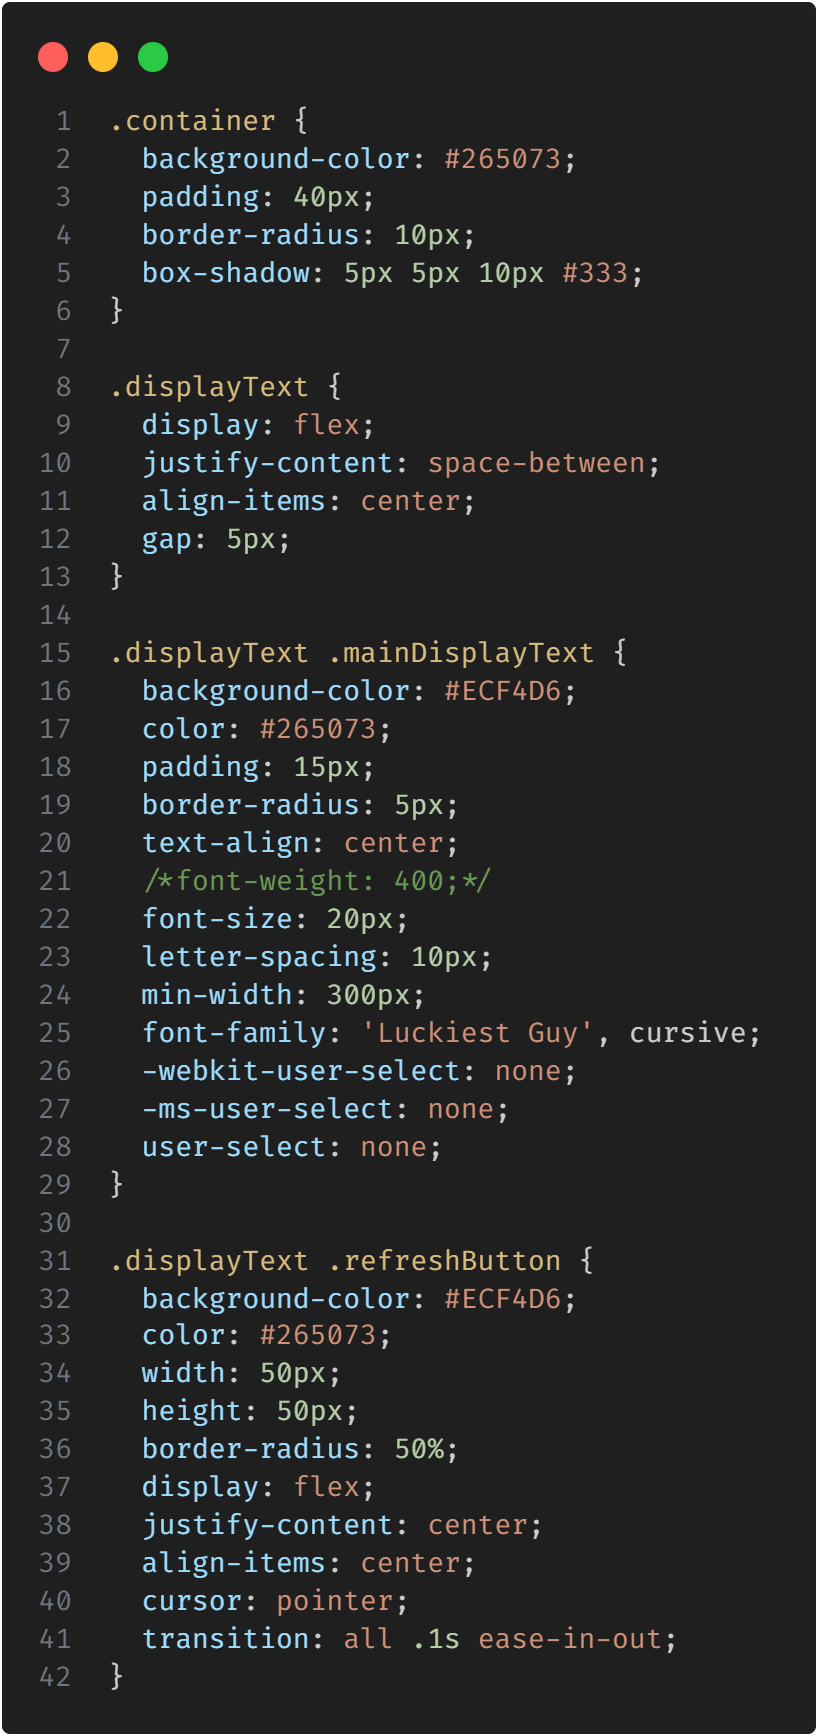 1 .container {
2   background-color: #265073;
3   padding: 40px;
4   border-radius: 10px;
5   box-shadow: 5px 5px 10px #333;
6 }
7
8 .displayText {
9   display: flex;
10   justify-content: space-between;
11   align-items: center;
12   gap: 5px;
13 }
14
15 .displayText .mainDisplayText {
16   background-color: #ECF4D6;
17   color: #265073;
18   padding: 15px;
19   border-radius: 5px;
20   text-align: center;
21   /*font-weight: 400;*/
22   font-size: 20px;
23   letter-spacing: 10px;
24   min-width: 300px;
25   font-family: 'Luckiest Guy', cursive;
26   -webkit-user-select: none;
27   -ms-user-select: none;
28   user-select: none;
29 }
30
31 .displayText .refreshButton {
32   background-color: #ECF4D6;
33   color: #265073;
34   width: 50px;
35   height: 50px;
36   border-radius: 50%;
37   display: flex;
38   justify-content: center;
39   align-items: center;
40   cursor: pointer;
41   transition: all .1s ease-in-out;
42 }